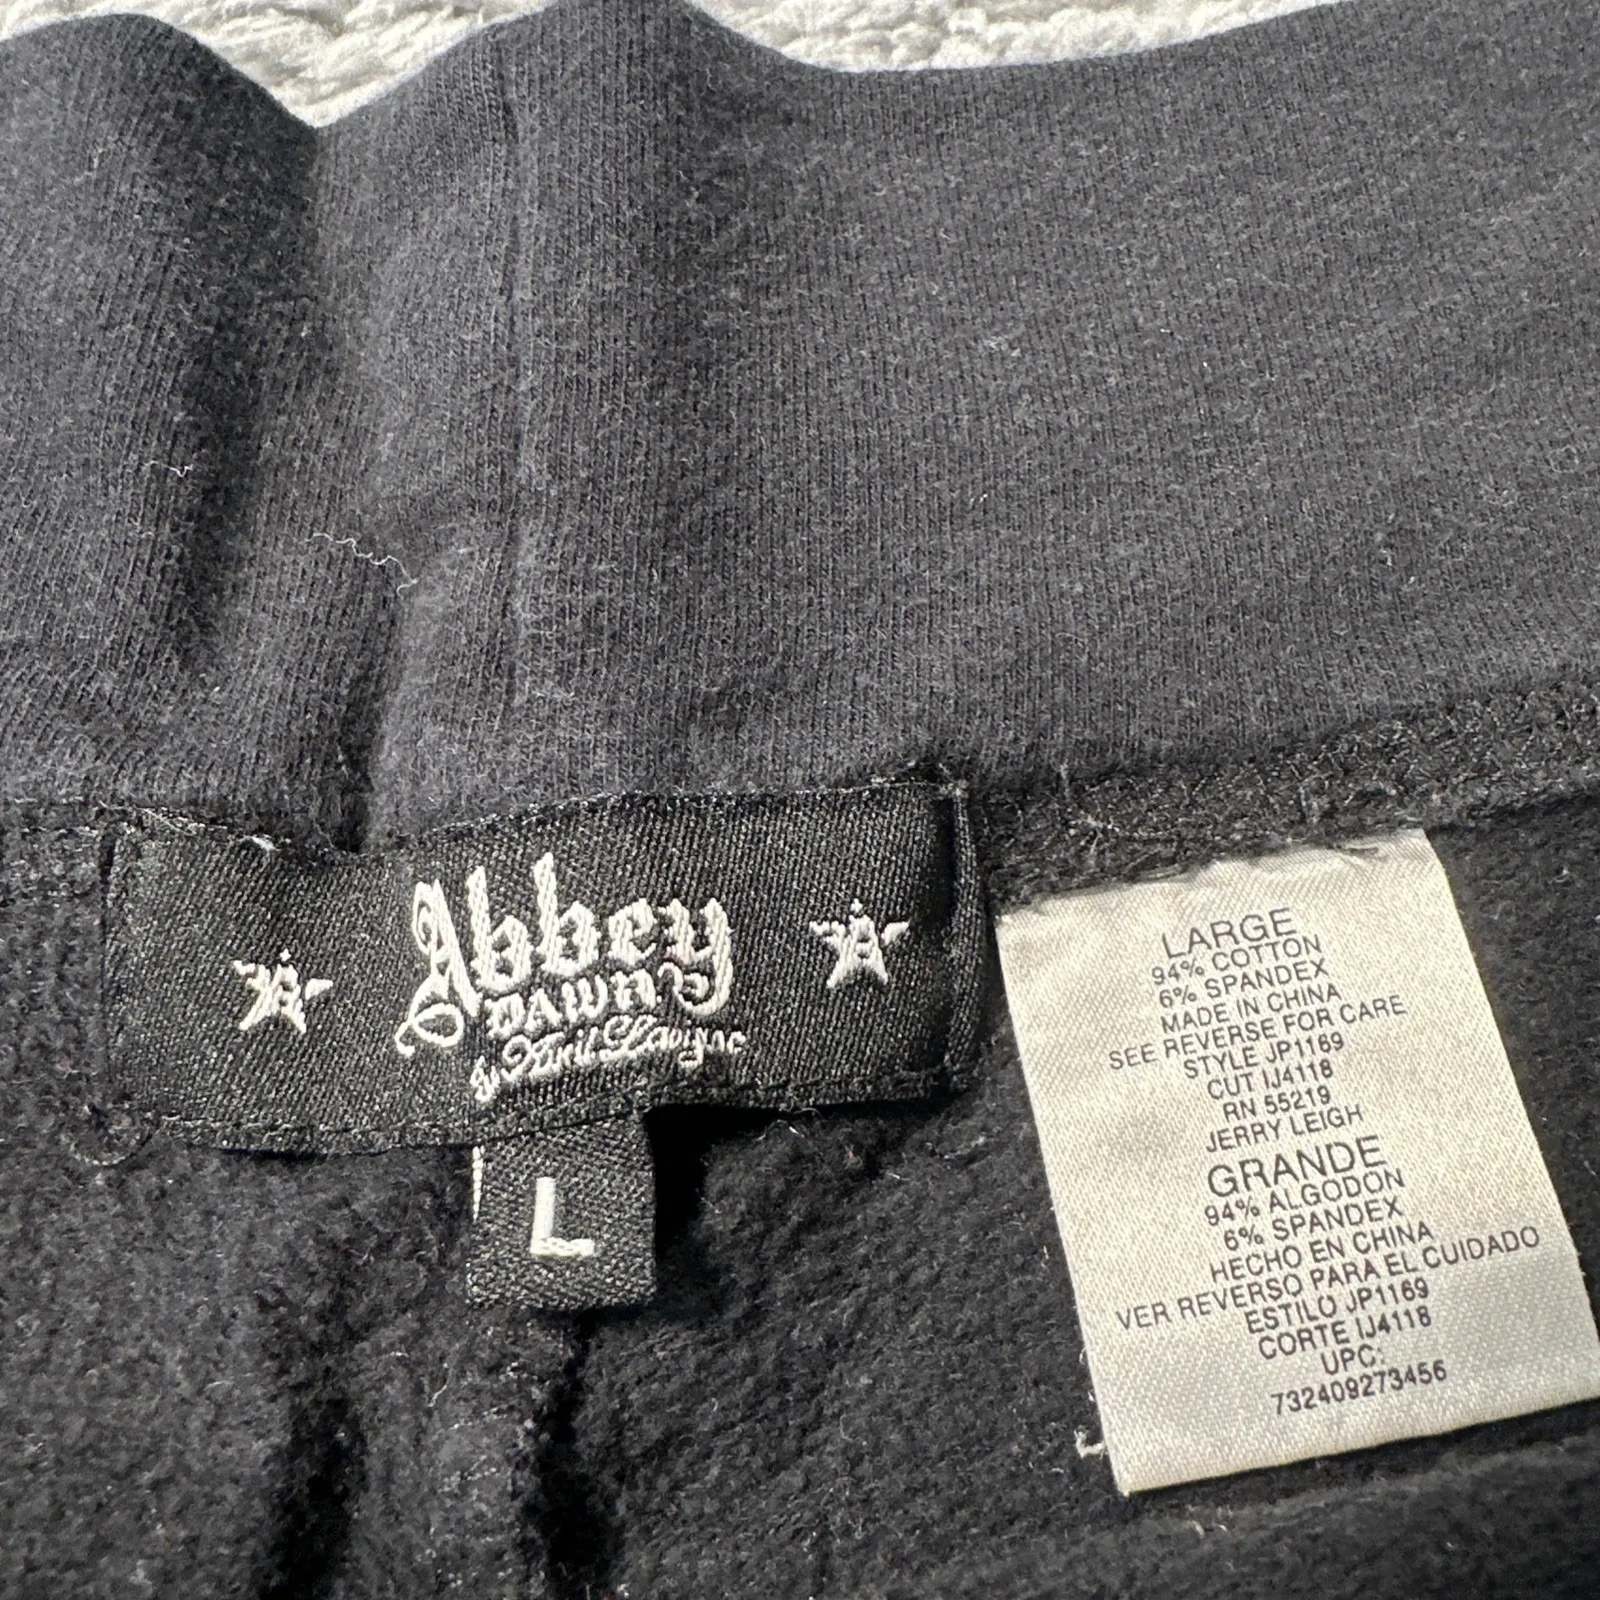 Abbey
DAWN
by Avril Lavigne
L
LARGE
94% COTTON
6% SPANDEX
MADE IN CHINA
SEE REVERSE FOR CARE
STYLE JP1169
CUT IJ4118
RN 55219
JERRY LEIGH
GRANDE
94% ALGODON
6% SPANDEX
HECHO EN CHINA
VER REVERSO PARA EL CUIDADO
ESTILO JP1169
CORTE IJ4118
UPC:
732409273456